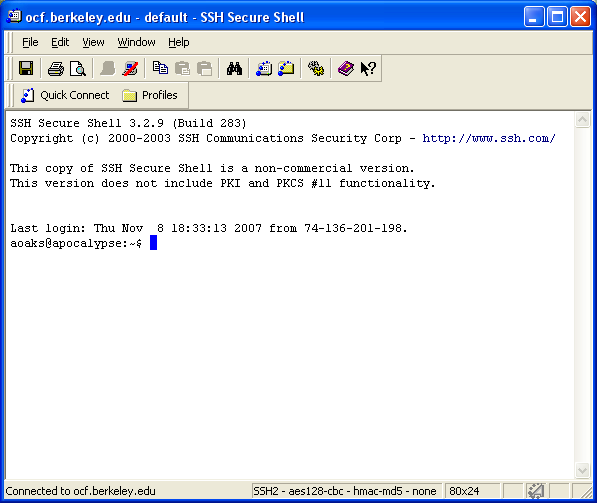 ocf.berkeley.edu - default - SSH Secure Shell
File Edit View Window Help
Quick Connect Profiles
SSH Secure Shell 3.2.9 (Build 283)
Copyright (c) 2000-2003 SSH Communications Security Corp - http://www.ssh.com/
This copy of SSH Secure Shell is a non-commercial version.
This version does not include PKI and PKCS #11 functionality.
Last login: Thu Nov  8 18:33:13 2007 from 74-136-201-198.
aoaks@apocalypse:~$
Connected to ocf.berkeley.edu SSH2 - aes128-cbc - hmac-md5 - none 80x24